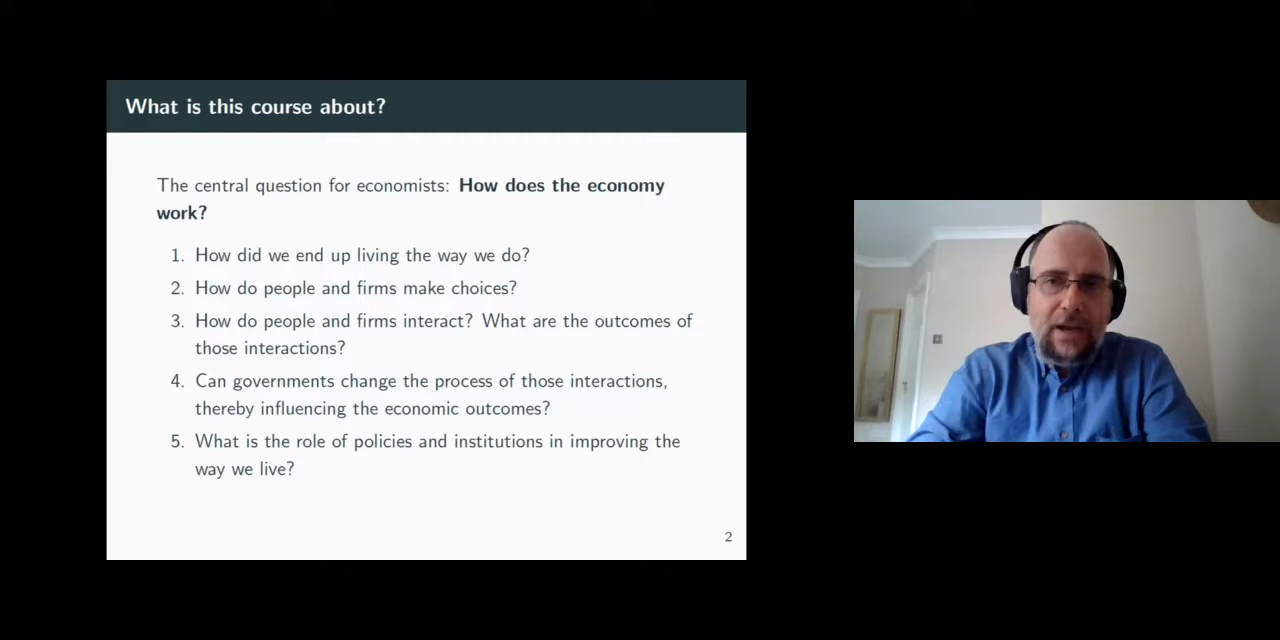 What is this course about?
The central question for economists: How does the economy
work?
1. How did we end up living the way we do?
2. How do people and firms make choices?
3. How do people and firms interact? What are the outcomes of
those interactions?
4. Can governments change the process of those interactions,
thereby influencing the economic outcomes?
5. What is the role of policies and institutions in improving the
way we live?
2